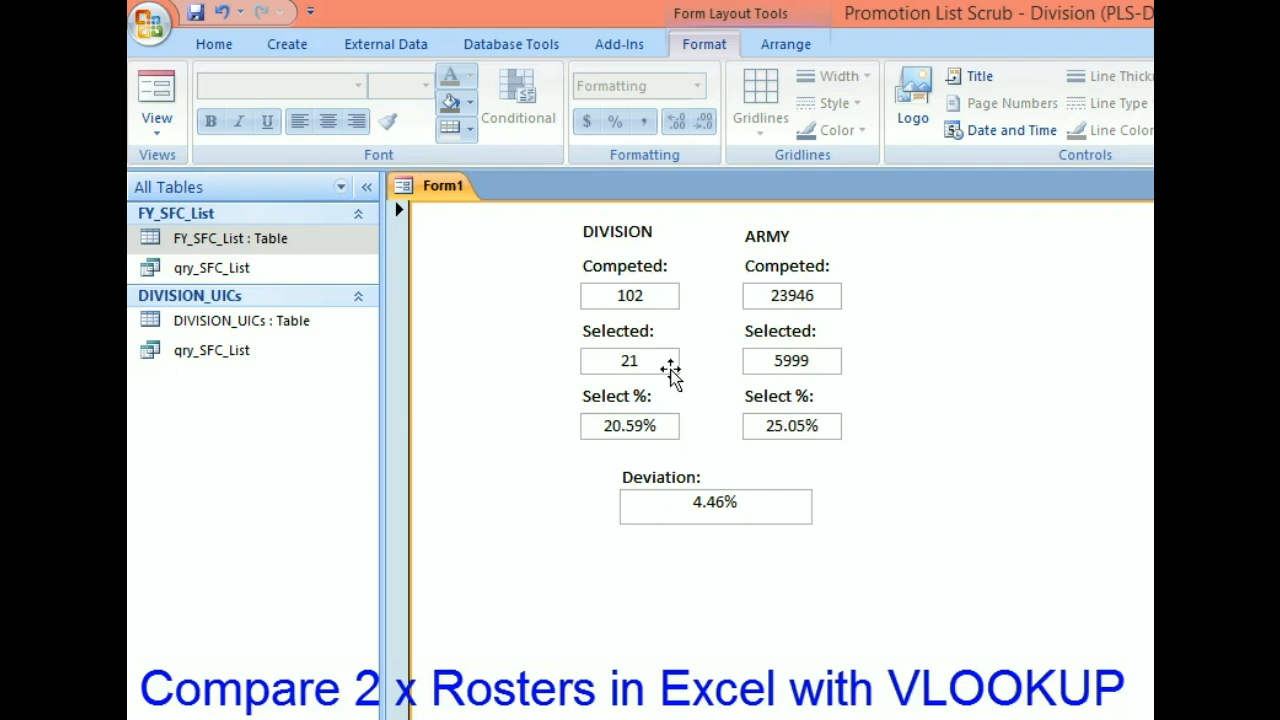 Form Layout Tools
Promotion List Scrub - Division (PLS-D
Home
Create
External Data
Database Tools
Add-Ins
Format
Arrange
View
Views
B I U
A
Conditional
Font
Formatting
$ % ,
Formatting
Gridlines
Width
Style
Color
Gridlines
Logo
Title
Page Numbers
Date and Time
Line Thick
Line Type
Line Color
Controls
All Tables
FY_SFC_List
FY_SFC_List : Table
qry_SFC_List
DIVISION_UICs
DIVISION_UICs : Table
qry_SFC_List
Form1
DIVISION
ARMY
Competed:
Competed:
102
23946
Selected:
Selected:
21
5999
Select %:
Select %:
20.59%
25.05%
Deviation:
4.46%
Compare 2 x Rosters in Excel with VLOOKUP